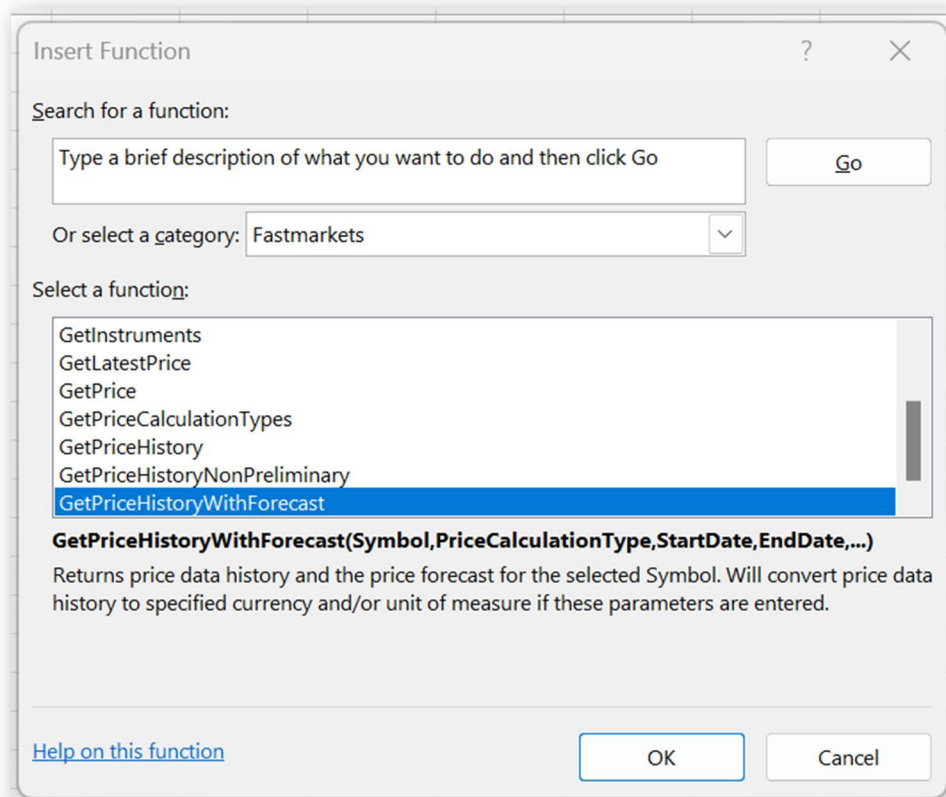 Insert Function
?
Search for a function:
Type a brief description of what you want to do and then click Go
Go
Or select a category:
Fastmarkets
Select a function:
GetInstruments
GetLatestPrice
GetPrice
GetPriceCalculationTypes
GetPriceHistory
GetPriceHistoryNonPreliminary
GetPriceHistoryWithForecast
GetPriceHistoryWithForecast(Symbol,PriceCalculationType,StartDate,EndDate,...)
Returns price data history and the price forecast for the selected Symbol. Will convert price data
history to specified currency and/or unit of measure if these parameters are entered.
Help on this function
OK
Cancel